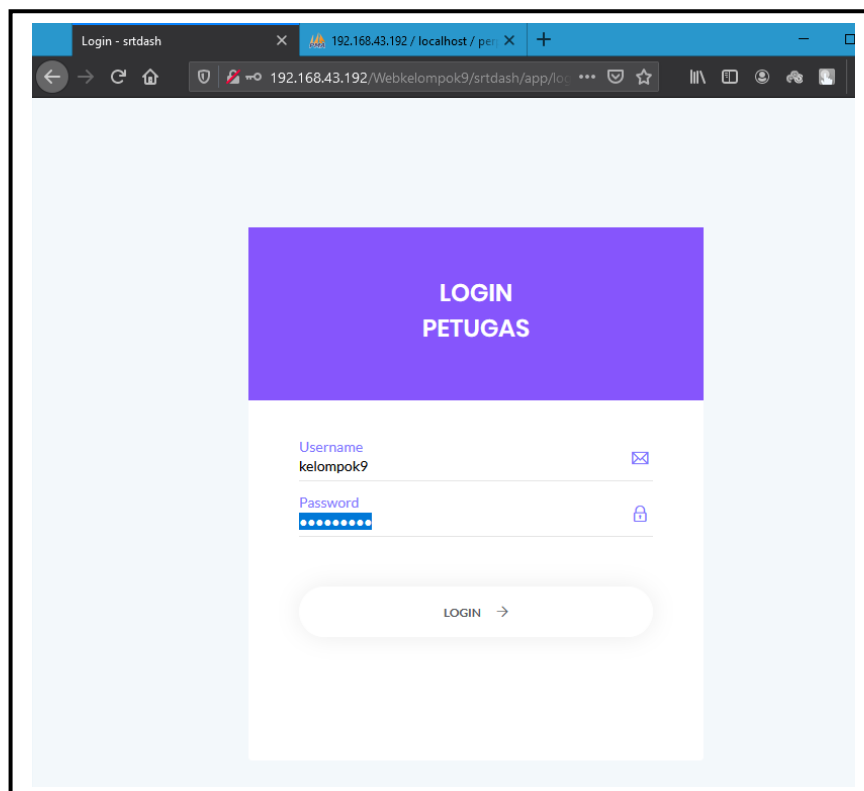 Login - srtdash
192.168.43.192 / localhost / per
192.168.43.192/Webkelompok9/srtdash/app/log
LOGIN
PETUGAS
Username
kelompok9
Password
•••••••••
LOGIN